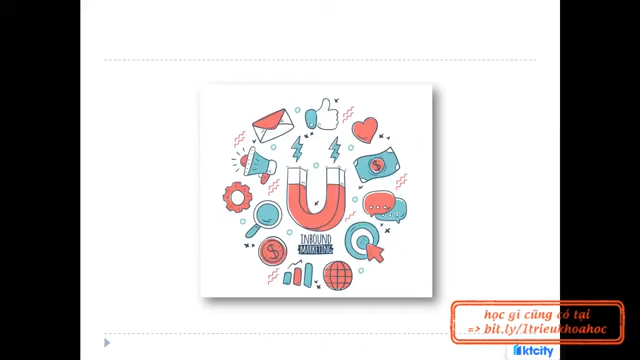 INBOUND
MARKETING
học gì cũng có tại
=> bit.ly/1trieukhoahoc
ktcity